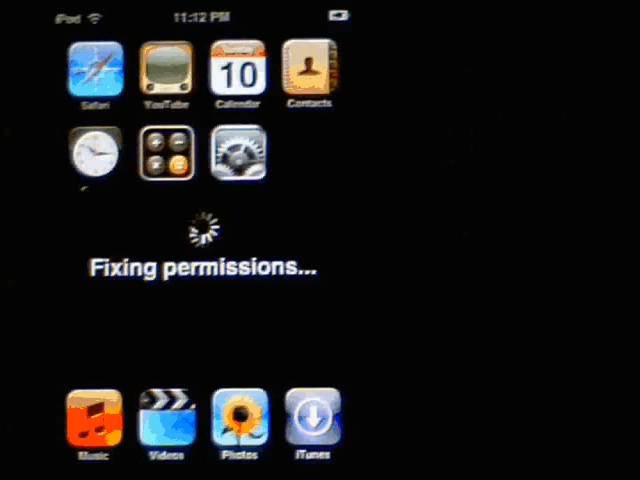 iPod 11:12 PM
Safari YouTube Calendar Contacts
10
Fixing permissions...
Music Videos Photos iTunes